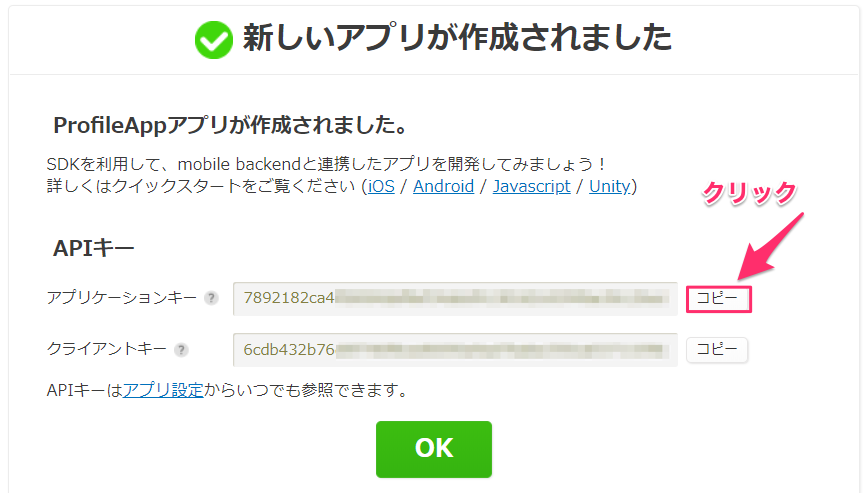 新しいアプリが作成されました
ProfileAppアプリが作成されました。
SDKを利用して、mobile backendと連携したアプリを開発してみましょう！
詳しくはクイックスタートをご覧ください (iOS / Android / Javascript / Unity)
クリック
APIキー
アプリケーションキー ? 7892182ca4 コピー
クライアントキー ? 6cdb432b76 コピー
APIキーはアプリ設定からいつでも参照できます。
OK